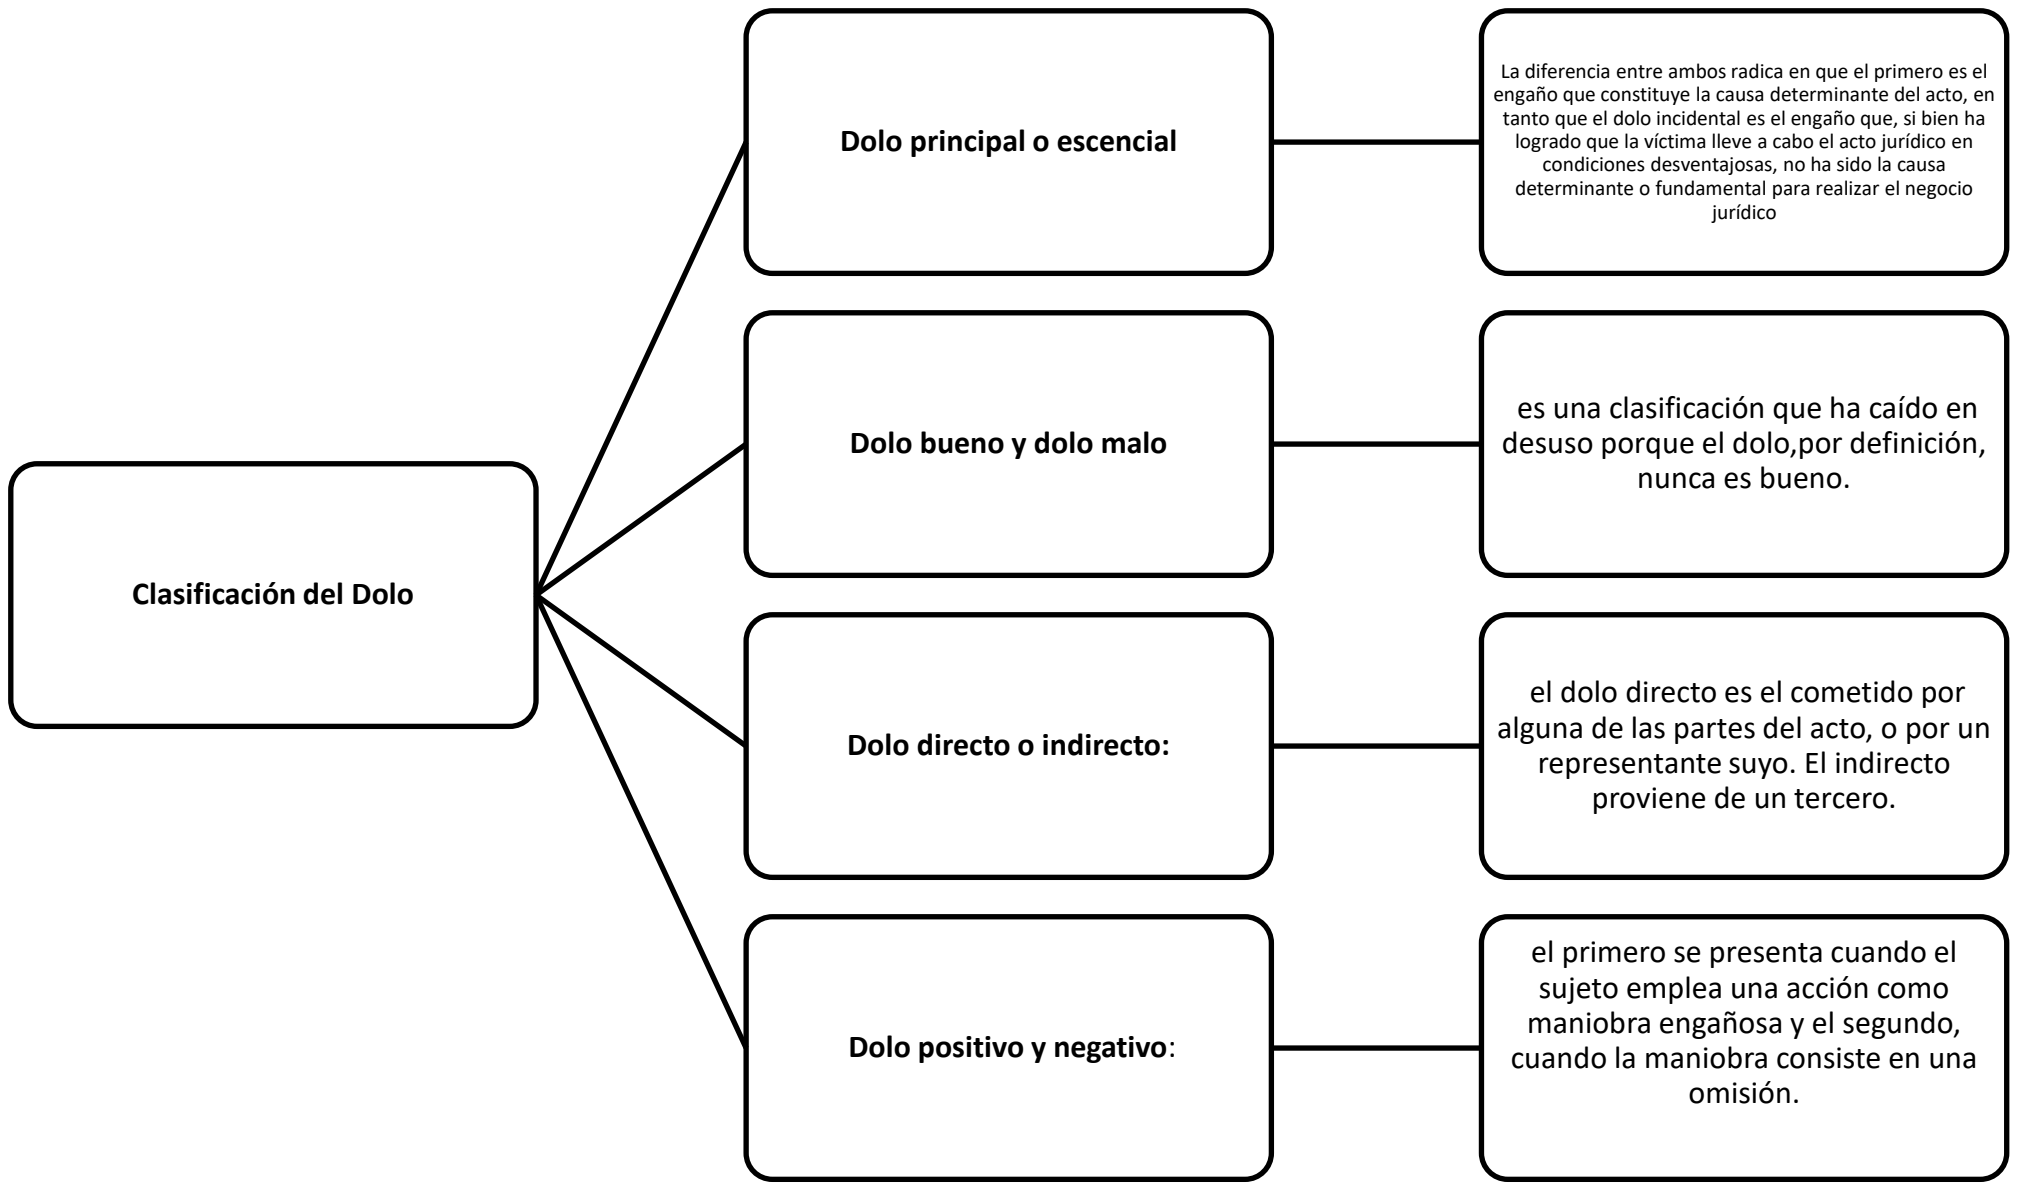 Clasificación del Dolo
Dolo principal o escencial
La diferencia entre ambos radica en que el primero es el
engaño que constituye la causa determinante del acto, en
tanto que el dolo incidental es el engaño que, si bien ha
logrado que la víctima lleve a cabo el acto jurídico en
condiciones desventajosas, no ha sido la causa
determinante o fundamental para realizar el negocio
jurídico
Dolo bueno y dolo malo
es una clasificación que ha caído en
desuso porque el dolo,por definición,
nunca es bueno.
Dolo directo o indirecto:
el dolo directo es el cometido por
alguna de las partes del acto, o por un
representante suyo. El indirecto
proviene de un tercero.
Dolo positivo y negativo:
el primero se presenta cuando el
sujeto emplea una acción como
maniobra engañosa y el segundo,
cuando la maniobra consiste en una
omisión.